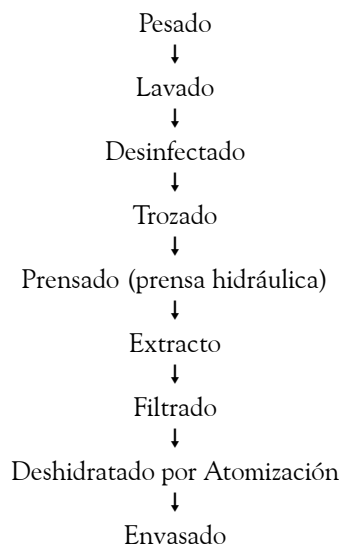 Pesado
Lavado
Desinfectado
Trozado
Prensado (prensa hidráulica)
Extracto
Filtrado
Deshidratado por Atomización
Envasado